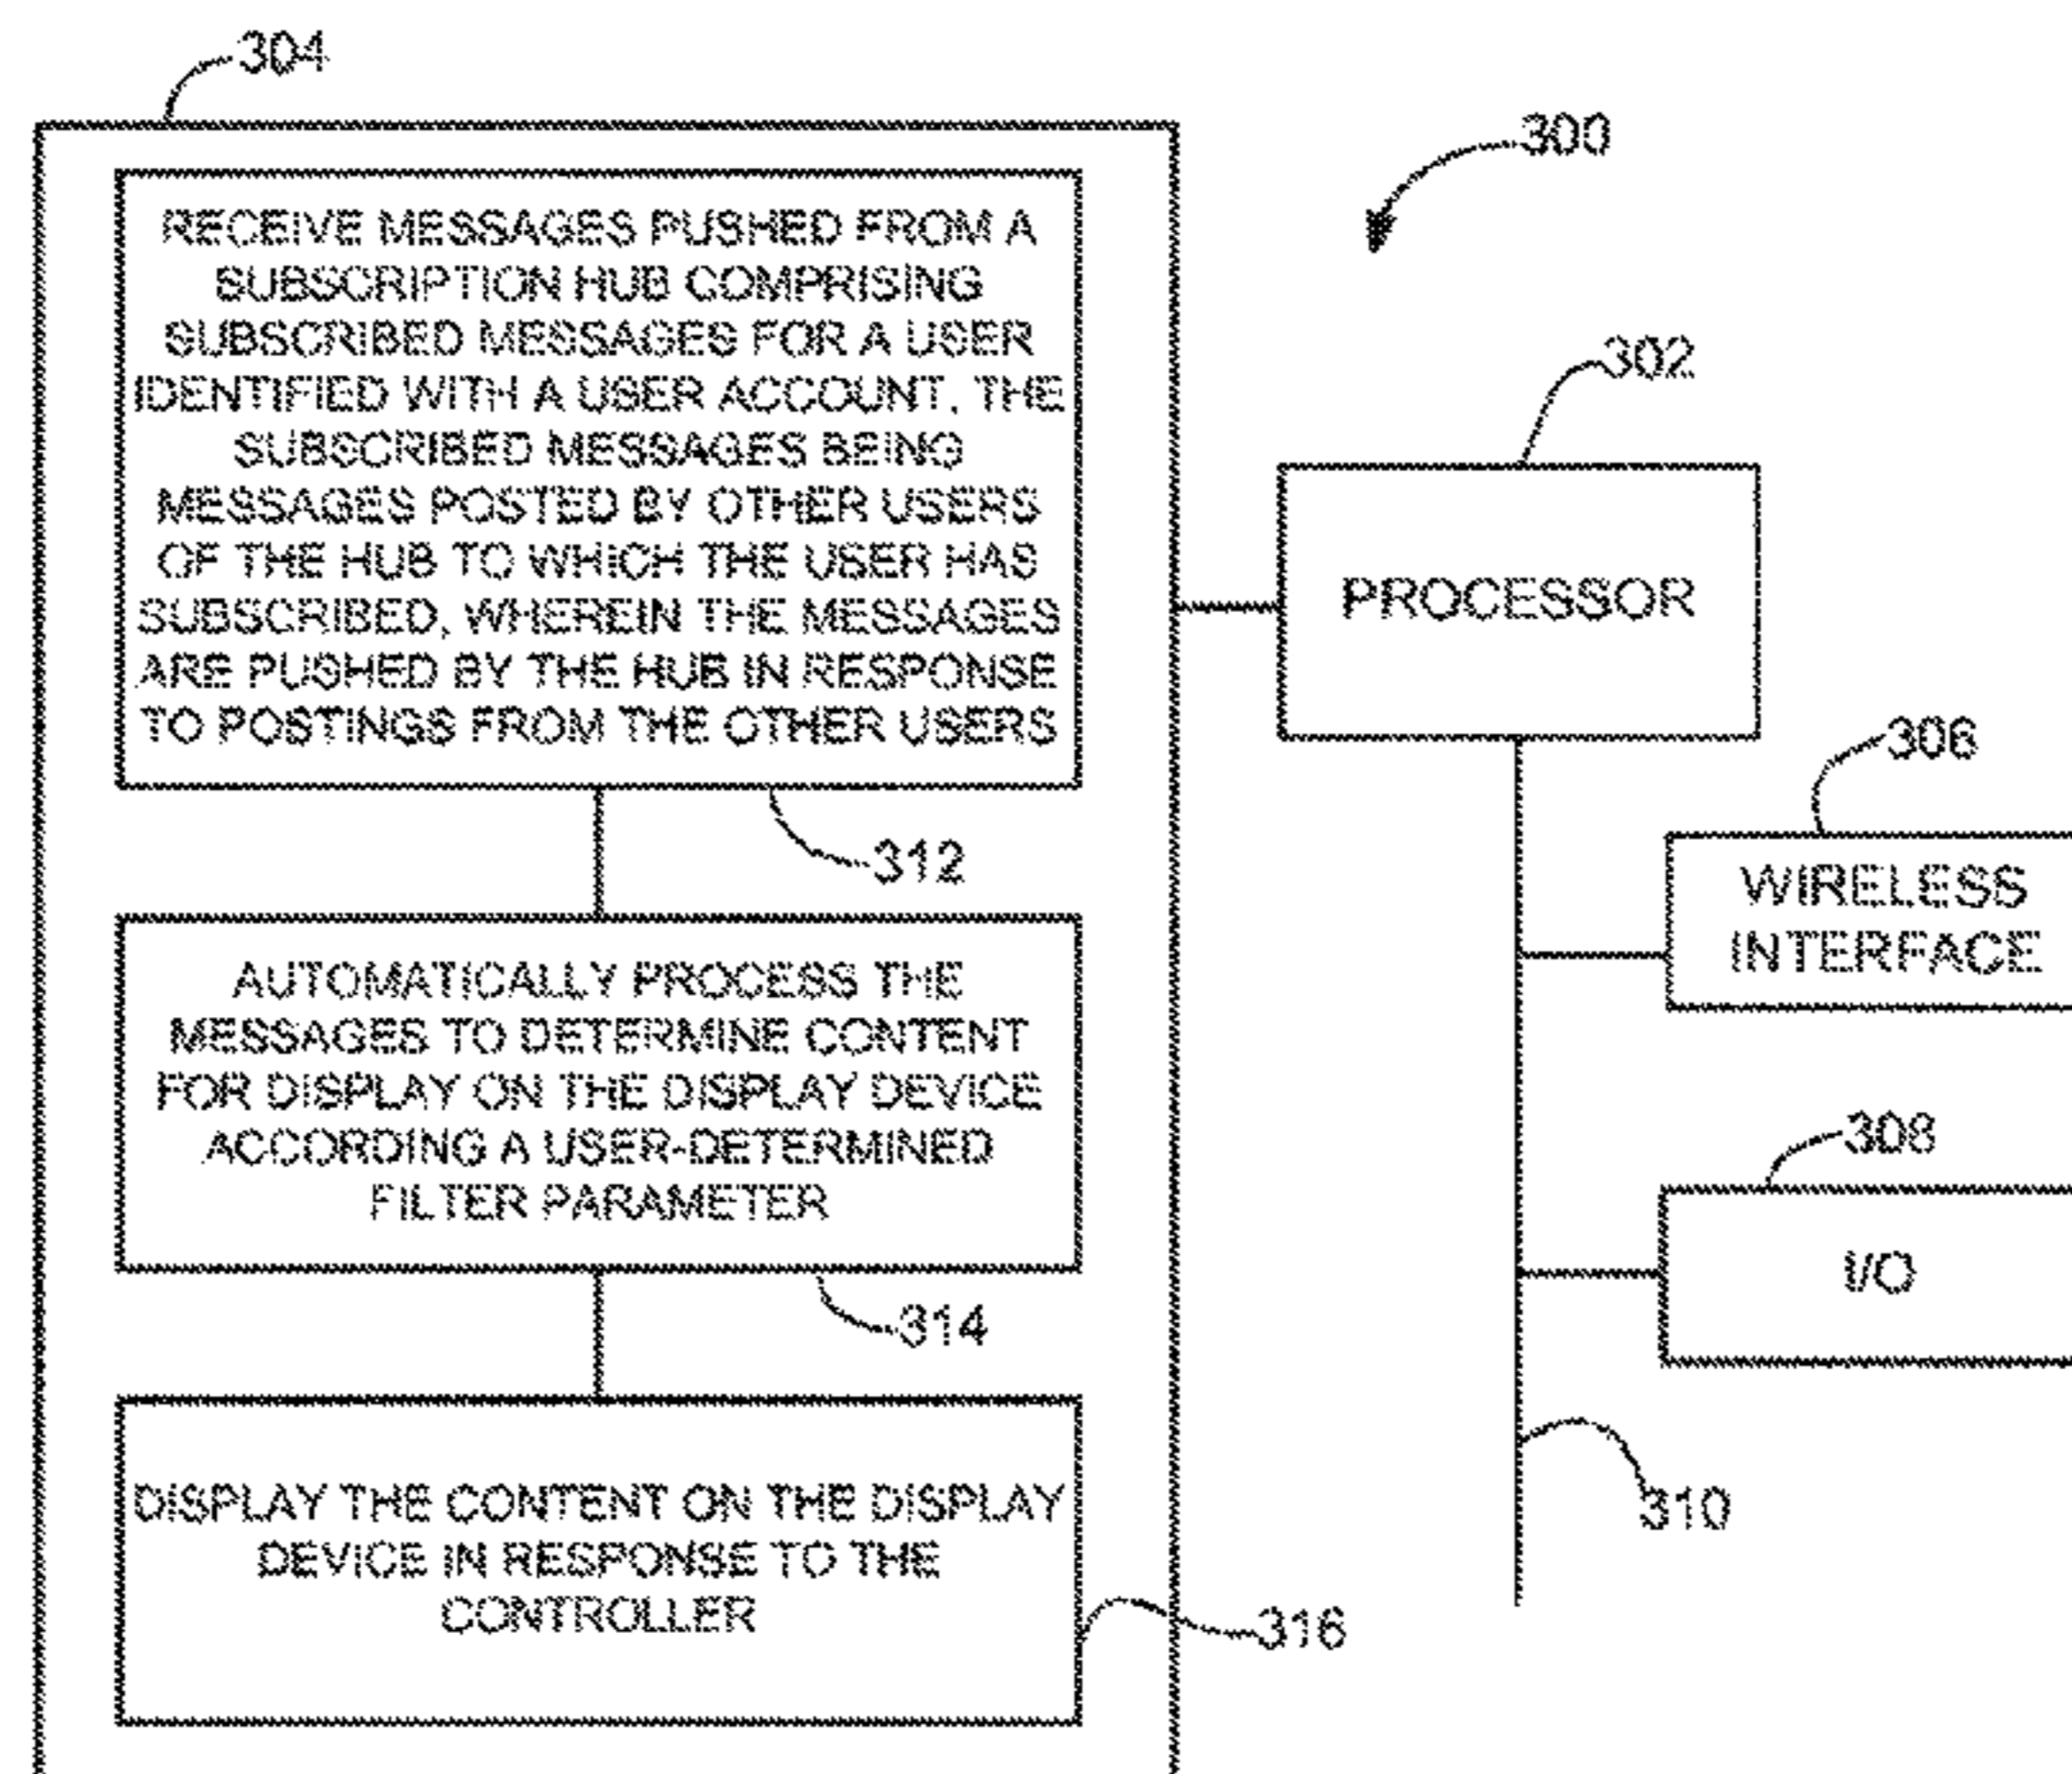 304
300
RECEIVE MESSAGES PUSHED FROM A
SUBSCRIPTION HUB COMPRISING
SUBSCRIBED MESSAGES FOR A USER
IDENTIFIED WITH A USER ACCOUNT, THE
SUBSCRIBED MESSAGES BEING
MESSAGES POSTED BY OTHER USERS
OF THE HUB TO WHICH THE USER HAS
SUBSCRIBED, WHEREIN THE MESSAGES
ARE PUSHED BY THE HUB IN RESPONSE
TO POSTINGS FROM THE OTHER USERS
312
302
PROCESSOR
306
WIRELESS
INTERFACE
AUTOMATICALLY PROCESS THE
MESSAGES TO DETERMINE CONTENT
FOR DISPLAY ON THE DISPLAY DEVICE
ACCORDING A USER-DETERMINED
FILTER PARAMETER
314
308
I/O
310
DISPLAY THE CONTENT ON THE DISPLAY
DEVICE IN RESPONSE TO THE
CONTROLLER
316